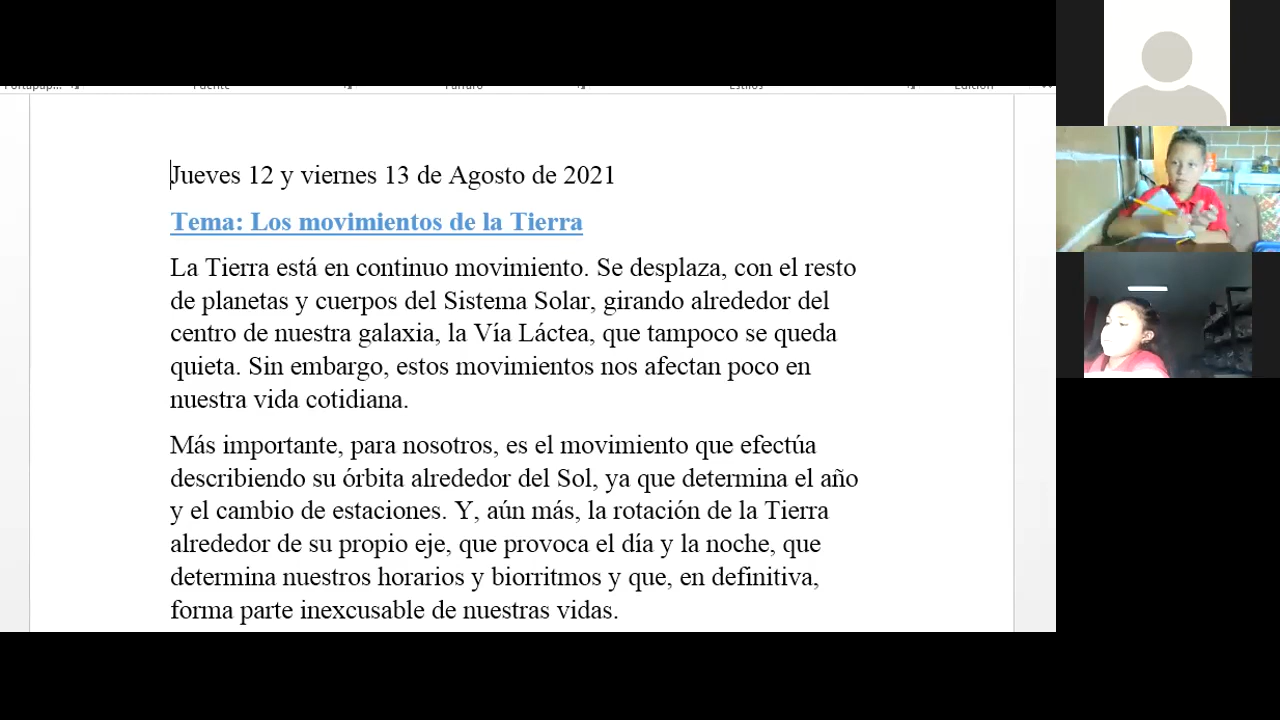 Jueves 12 y viernes 13 de Agosto de 2021
Tema: Los movimientos de la Tierra
La Tierra está en continuo movimiento. Se desplaza, con el resto
de planetas y cuerpos del Sistema Solar, girando alrededor del
centro de nuestra galaxia, la Vía Láctea, que tampoco se queda
quieta. Sin embargo, estos movimientos nos afectan poco en
nuestra vida cotidiana.
Más importante, para nosotros, es el movimiento que efectúa
describiendo su órbita alrededor del Sol, ya que determina el año
y el cambio de estaciones. Y, aún más, la rotación de la Tierra
alrededor de su propio eje, que provoca el día y la noche, que
determina nuestros horarios y biorritmos y que, en definitiva,
forma parte inexcusable de nuestras vidas.